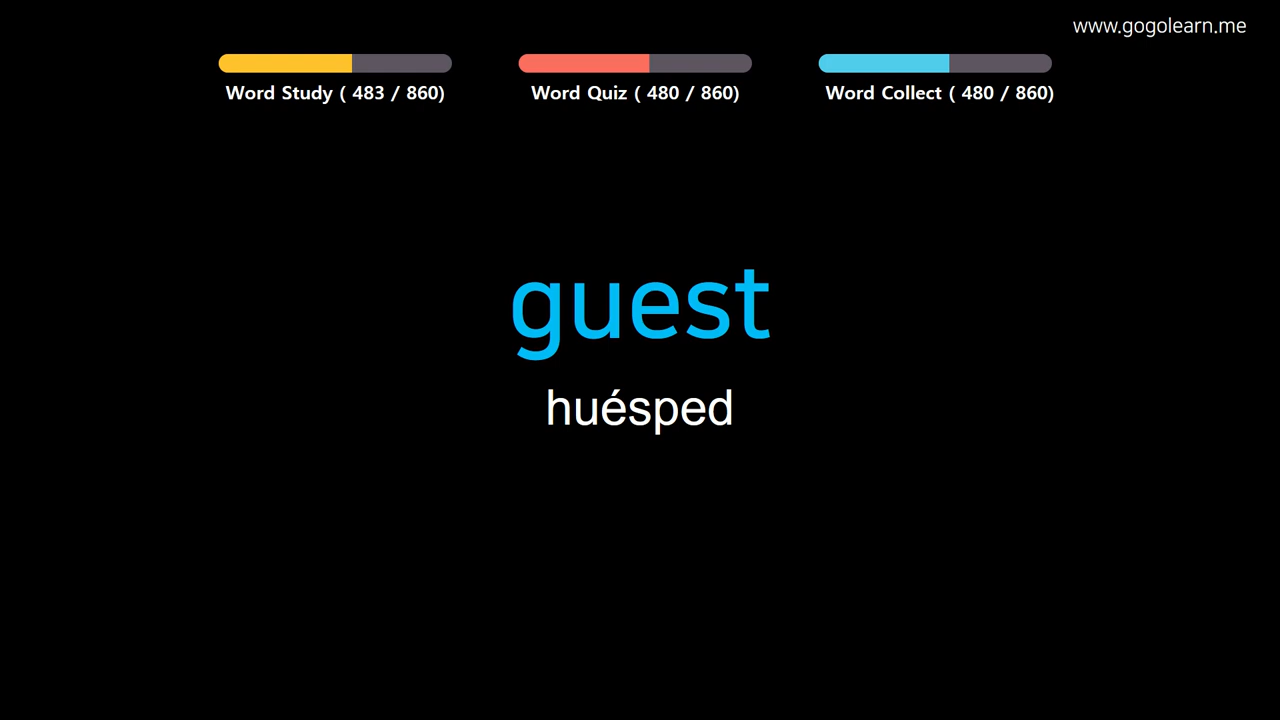 www.gogolearn.me
Word Study ( 483 / 860)
Word Quiz ( 480 / 860)
Word Collect ( 480 / 860)
guest
huésped